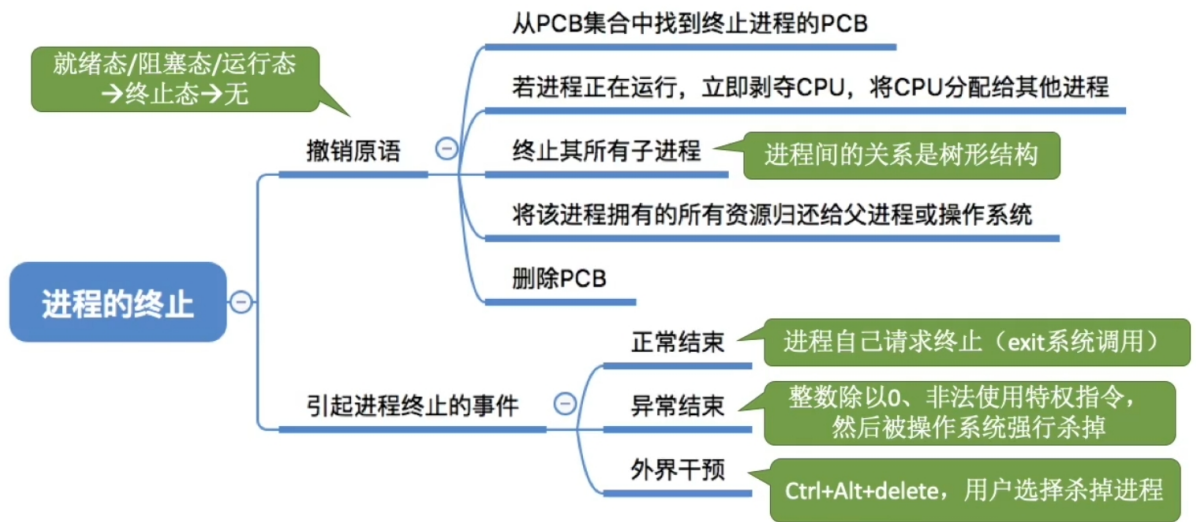 从PCB集合中找到终止进程的PCB
就绪态/阻塞态/运行态
→终止态→无
若进程正在运行，立即剥夺CPU，将CPU分配给其他进程
撤销原语
终止其所有子进程
进程间的关系是树形结构
将该进程拥有的所有资源归还给父进程或操作系统
删除PCB
进程的终止
正常结束
进程自己请求终止（exit系统调用）
引起进程终止的事件
异常结束
整数除以0、非法使用特权指令，
然后被操作系统强行杀掉
外界干预
Ctrl+Alt+delete，用户选择杀掉进程